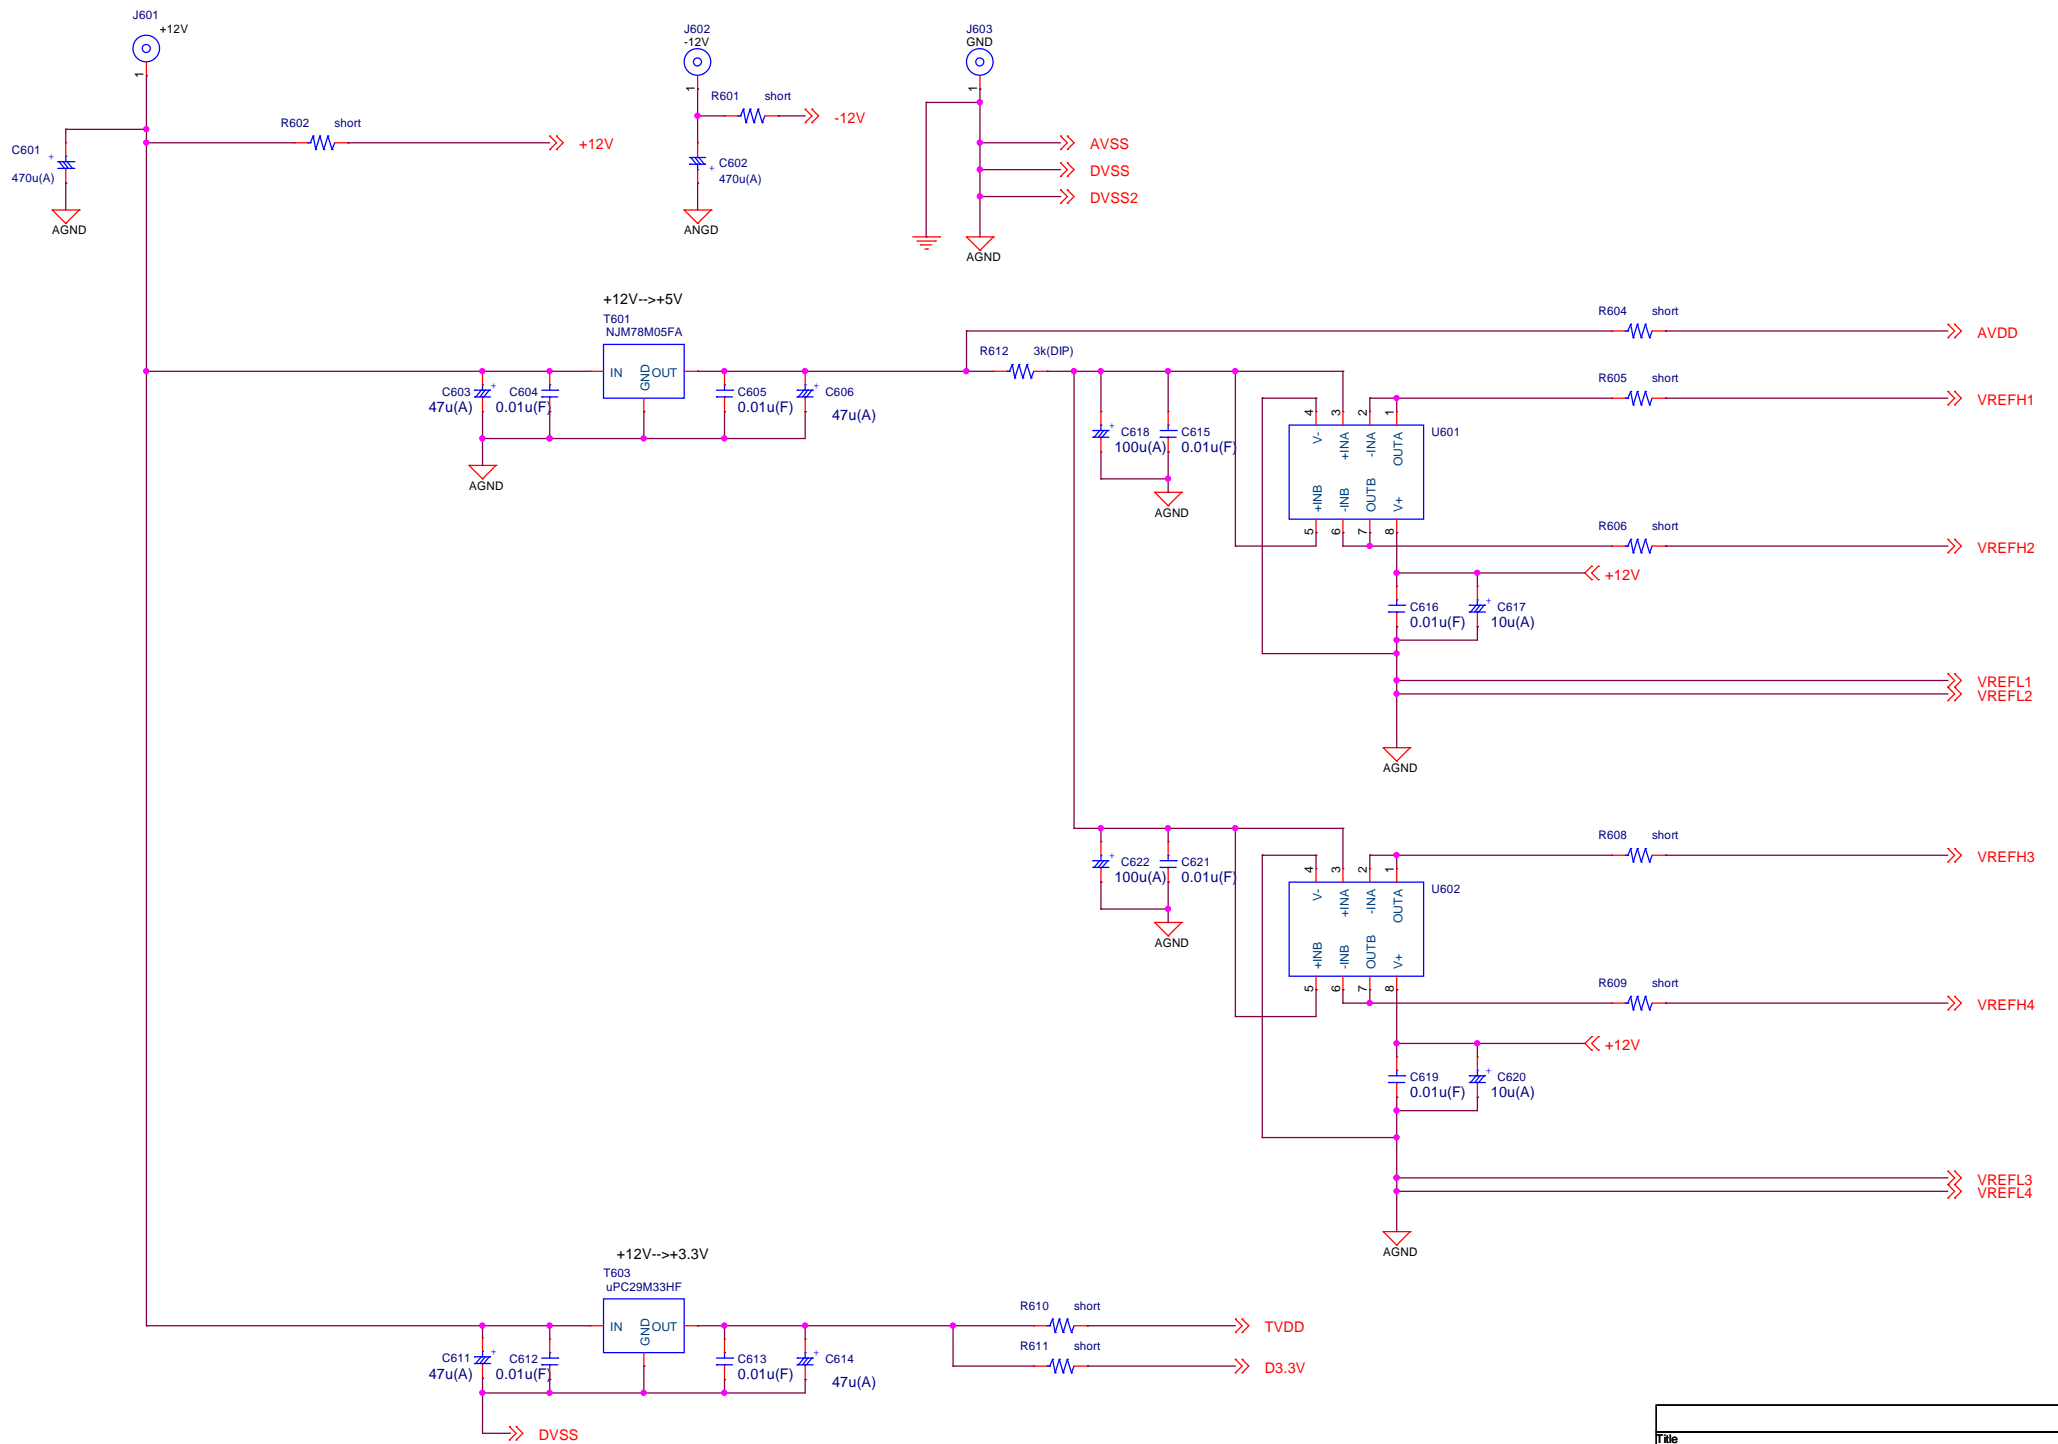 J601
+12V
1
J602
-12V
1
J603
GND
1
R601 short
-12V
R602 short
+12V
C601
+
470u(A)
AGND
C602
+
470u(A)
ANGD
AVSS
DVSS
DVSS2
AGND
+12V-->+5V
T601
NJM78M05FA
IN GND OUT
C603
+
47u(A)
C604
0.01u(F)
C605
0.01u(F)
C606
+
47u(A)
AGND
R612 3k(DIP)
R604 short
AVDD
R605 short
VREFH1
C618
+
100u(A)
C615
0.01u(F)
AGND
4 3 2 1
V- +INA -INA OUTA
U601
+INB -INB OUTB V+
5 6 7 8
R606 short
VREFH2
+12V
C616
0.01u(F)
C617
+
10u(A)
VREFL1
VREFL2
AGND
R608 short
VREFH3
C622
+
100u(A)
C621
0.01u(F)
AGND
4 3 2 1
V- +INA -INA OUTA
U602
+INB -INB OUTB V+
5 6 7 8
R609 short
VREFH4
+12V
C619
0.01u(F)
C620
+
10u(A)
VREFL3
VREFL4
AGND
+12V-->+3.3V
T603
uPC29M33HF
IN GND OUT
C611
+
47u(A)
C612
0.01u(F)
C613
0.01u(F)
C614
+
47u(A)
R610 short
TVDD
R611 short
D3.3V
DVSS
Title